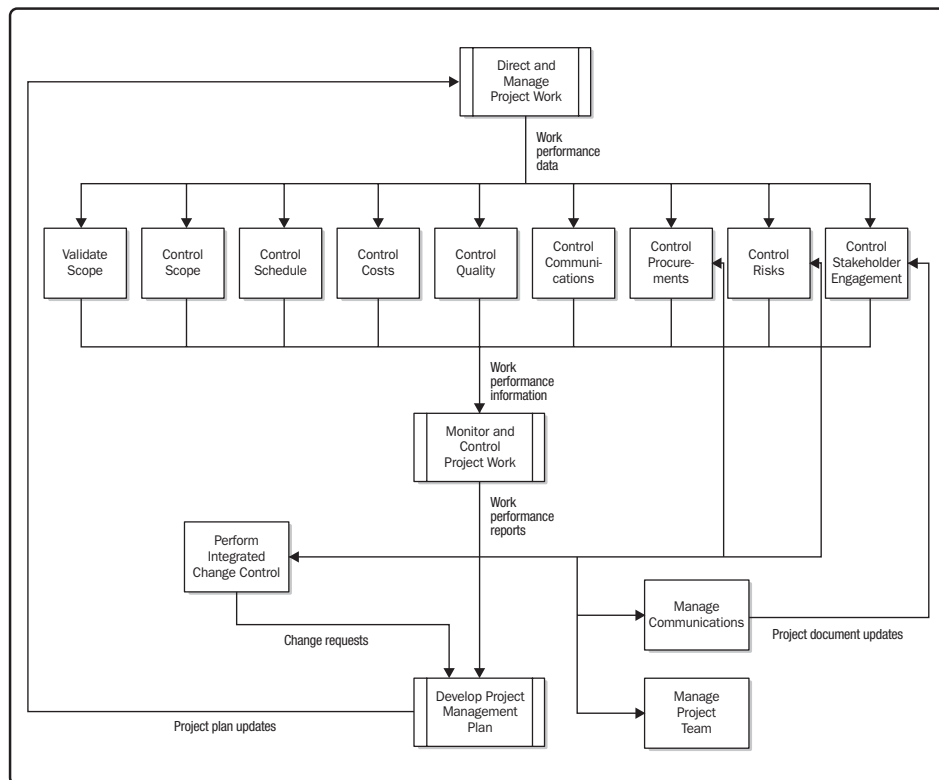 Direct and
Manage
Project Work
Work
performance
data
Validate
Scope
Control
Scope
Control
Schedule
Control
Costs
Control
Quality
Control
Communi-
cations
Control
Procure-
ments
Control
Risks
Control
Stakeholder
Engagement
Work
performance
information
Monitor and
Control
Project Work
Work
performance
reports
Perform
Integrated
Change Control
Manage
Communications
Change requests
Project document updates
Develop Project
Management
Plan
Manage
Project
Team
Project plan updates